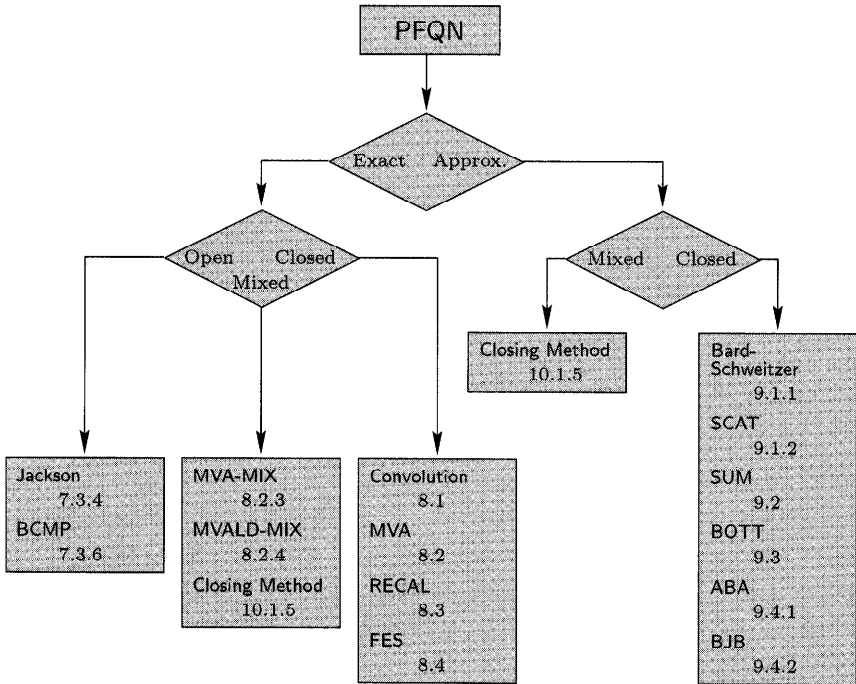 PFQN
Exact Approx.
Open Closed
Mixed
Mixed Closed
Closing Method
10.1.5
Bard-
Schweitzer
9.1.1
SCAT
9.1.2
SUM
9.2
BOTT
9.3
ABA
9.4.1
BJB
9.4.2
Jackson
7.3.4
BCMP
7.3.6
MVA-MIX
8.2.3
MVALD-MIX
8.2.4
Closing Method
10.1.5
Convolution
8.1
MVA
8.2
RECAL
8.3
FES
8.4